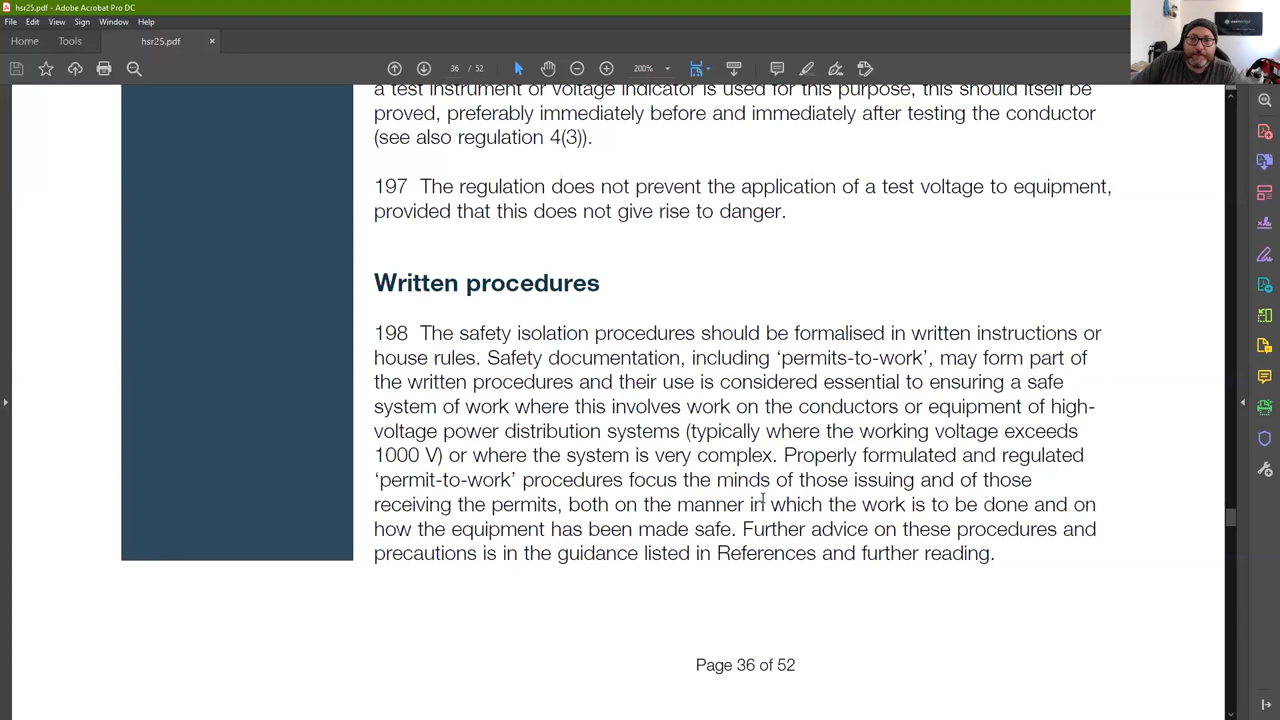 hsr25.pdf - Adobe Acrobat Pro DC
File Edit View Sign Window Help
Home Tools hsr25.pdf ×
36 / 52 200%
a test instrument or voltage indicator is used for this purpose, this should itself be
proved, preferably immediately before and immediately after testing the conductor
(see also regulation 4(3)).
197 The regulation does not prevent the application of a test voltage to equipment,
provided that this does not give rise to danger.
Written procedures
198 The safety isolation procedures should be formalised in written instructions or
house rules. Safety documentation, including ‘permits-to-work’, may form part of
the written procedures and their use is considered essential to ensuring a safe
system of work where this involves work on the conductors or equipment of high-
voltage power distribution systems (typically where the working voltage exceeds
1000 V) or where the system is very complex. Properly formulated and regulated
‘permit-to-work’ procedures focus the minds of those issuing and of those
receiving the permits, both on the manner in which the work is to be done and on
how the equipment has been made safe. Further advice on these procedures and
precautions is in the guidance listed in References and further reading.
Page 36 of 52